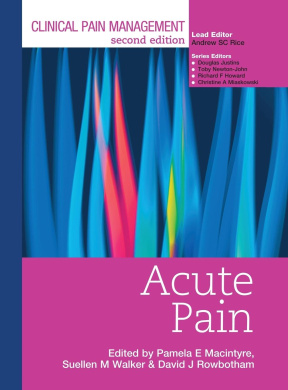 CLINICAL PAIN MANAGEMENT
second edition
Lead Editor
Andrew SC Rice
Series Editors
Douglas Justins
Toby Newton-John
Richard F Howard
Christine A Miaskowski
Acute
Pain
Edited by Pamela E Macintyre,
Suellen M Walker & David J Rowbotham